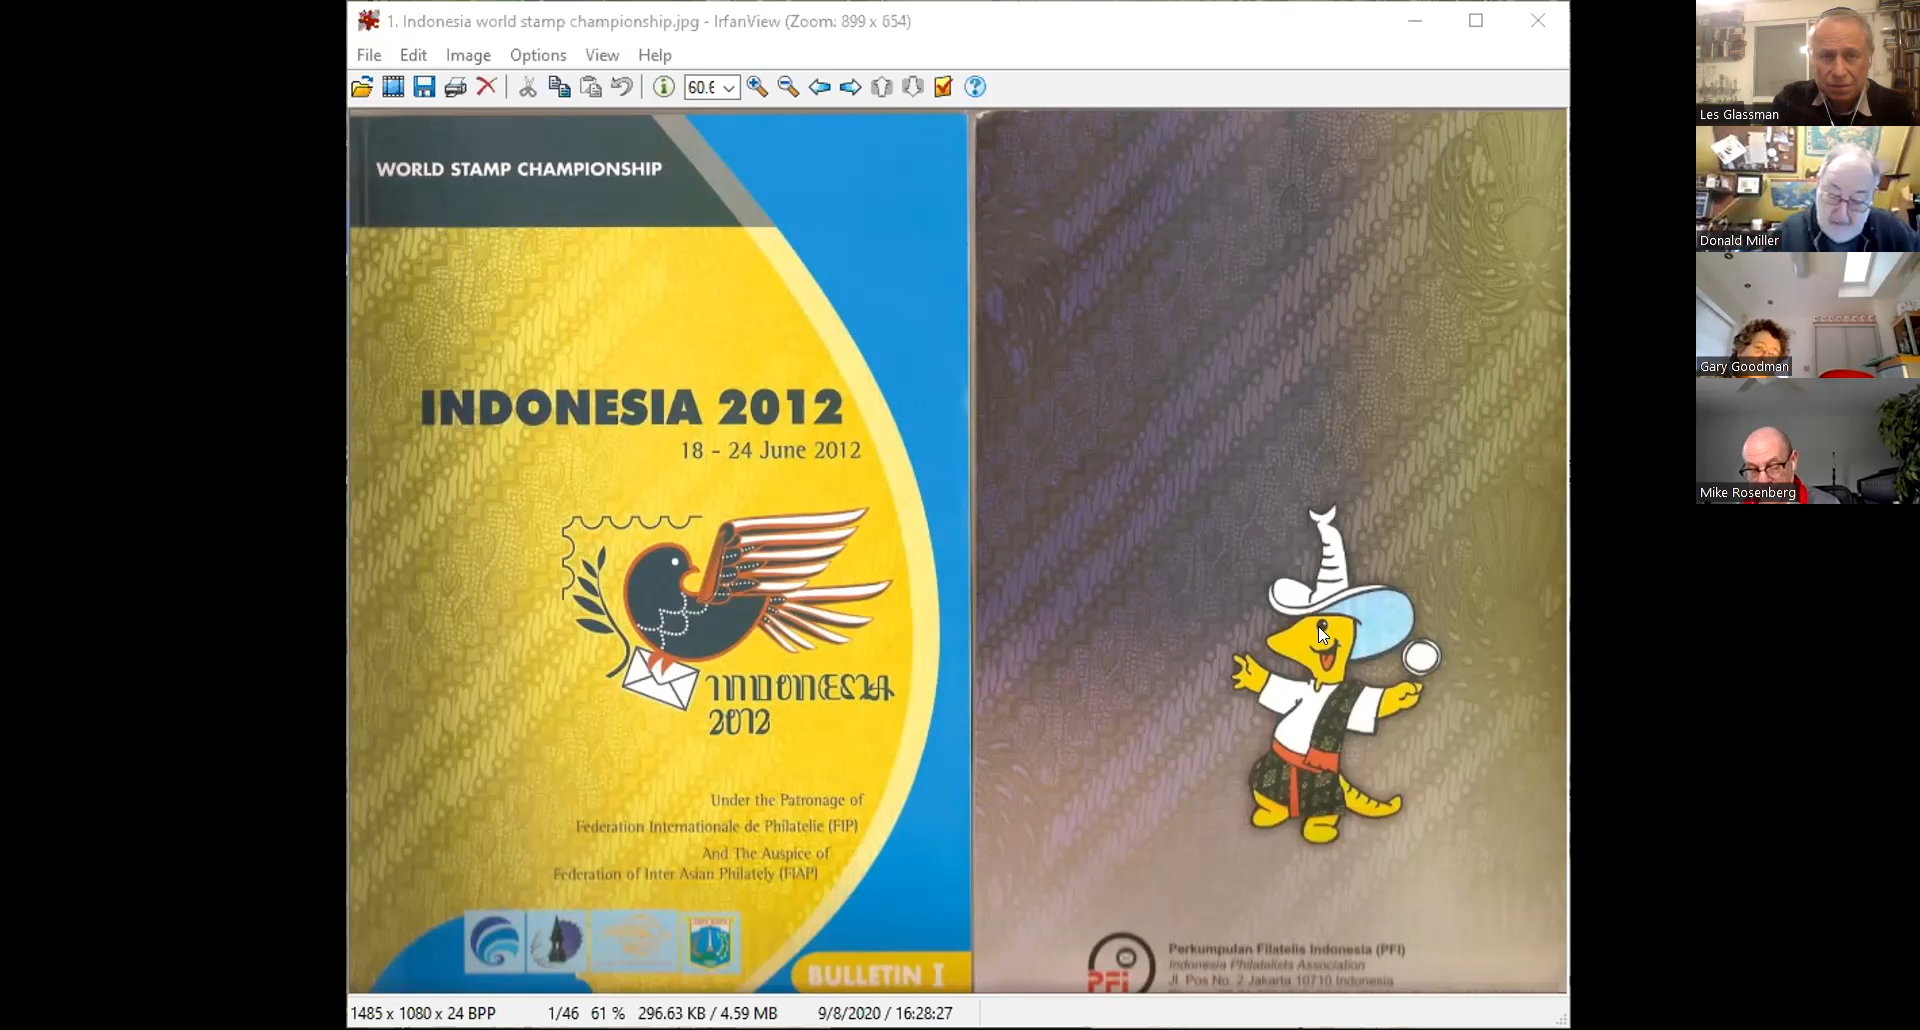 1. Indonesia world stamp championship.jpg - IrfanView (Zoom: 899 x 654)
File Edit Image Options View Help
60.6
WORLD STAMP CHAMPIONSHIP
INDONESIA 2012
18 - 24 June 2012
INDONESIA
2012
Under the Patronage of
Federation Internationale de Philatelie (FIP)
And The Auspice of
Federation of Inter Asian Philately (FIAP)
BULLETIN I
PFI
Perkumpulan Filatelis Indonesia (PFI)
Indonesia Philatelists Association
Jl. Pos No. 2 Jakarta 10710 Indonesia
1485 x 1080 x 24 BPP 1/46 61 % 296.63 KB / 4.59 MB 9/8/2020 / 16:28:27
Les Glassman
Donald Miller
Gary Goodman
Mike Rosenberg